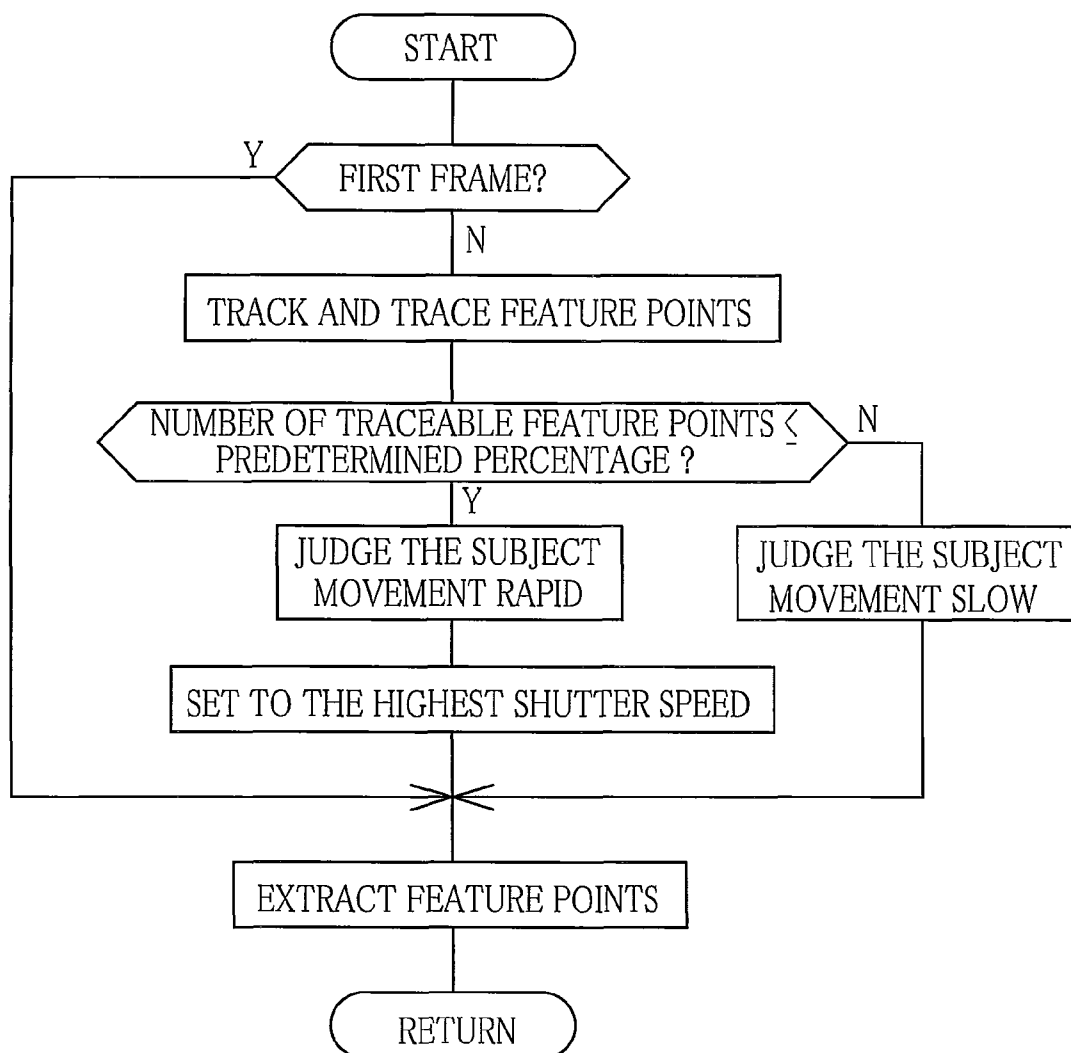 START
Y
FIRST FRAME?
N
TRACK AND TRACE FEATURE POINTS
NUMBER OF TRACEABLE FEATURE POINTS ≤
PREDETERMINED PERCENTAGE ?
N
Y
JUDGE THE SUBJECT
MOVEMENT RAPID
JUDGE THE SUBJECT
MOVEMENT SLOW
SET TO THE HIGHEST SHUTTER SPEED
EXTRACT FEATURE POINTS
RETURN